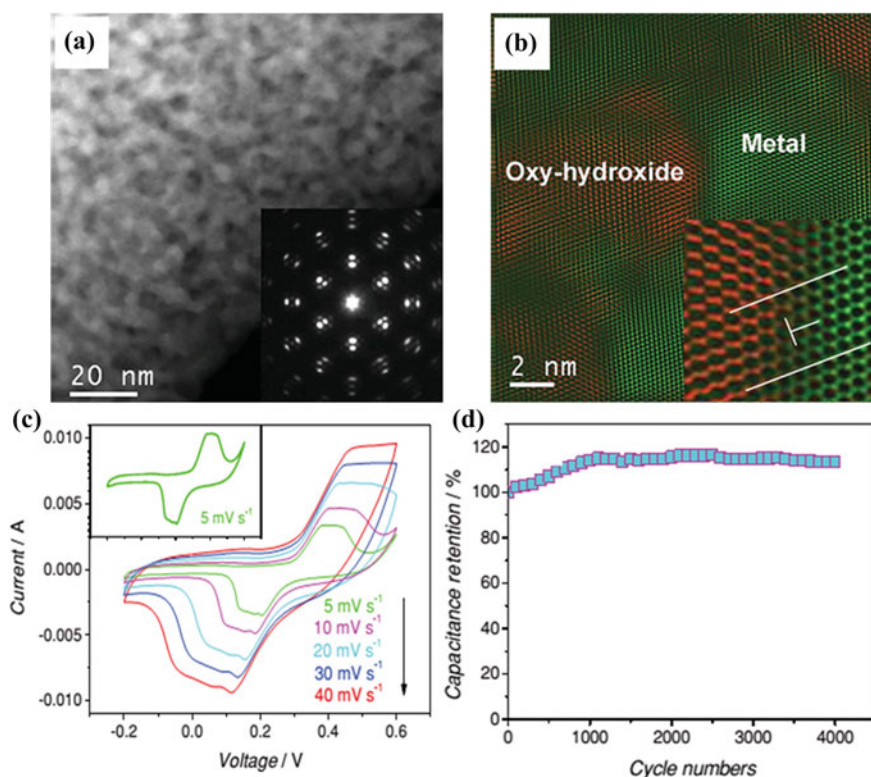 (a)
20 nm
(b)
Oxy-hydroxide
Metal
2 nm
(c)
0.010
0.005
0.000
-0.005
-0.010
Current / A
5 mV s⁻¹
5 mV s⁻¹
10 mV s⁻¹
20 mV s⁻¹
30 mV s⁻¹
40 mV s⁻¹
-0.2 0.0 0.2 0.4 0.6
Voltage / V
(d)
120
100
80
60
40
20
0
Capacitance retention / %
0 1000 2000 3000 4000
Cycle numbers